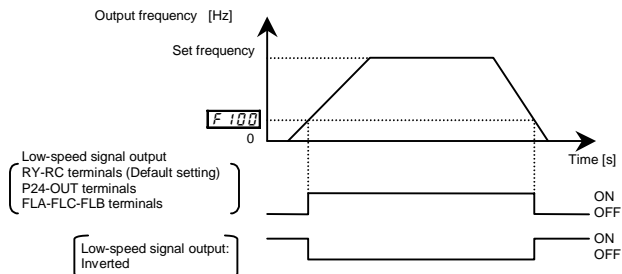 Output frequency [Hz]
Set frequency
F 100
0
Time [s]
Low-speed signal output
RY-RC terminals (Default setting)
P24-OUT terminals
FLA-FLC-FLB terminals
ON
OFF
Low-speed signal output:
Inverted
ON
OFF